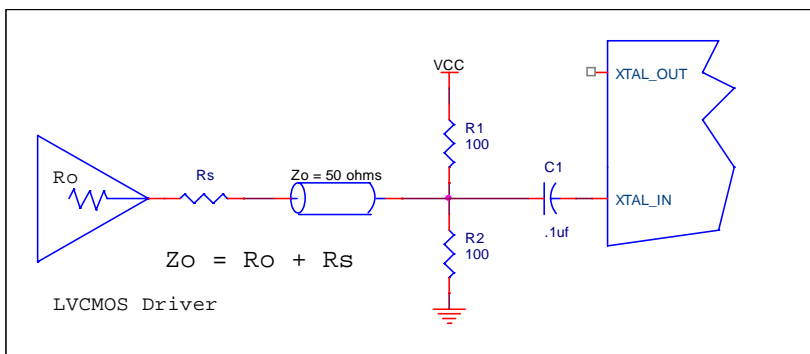 VCC
XTAL_OUT
R1
100
Ro
Rs
Zo = 50 ohms
C1
XTAL_IN
.1uf
R2
100
Zo = Ro + Rs
LVCMOS Driver